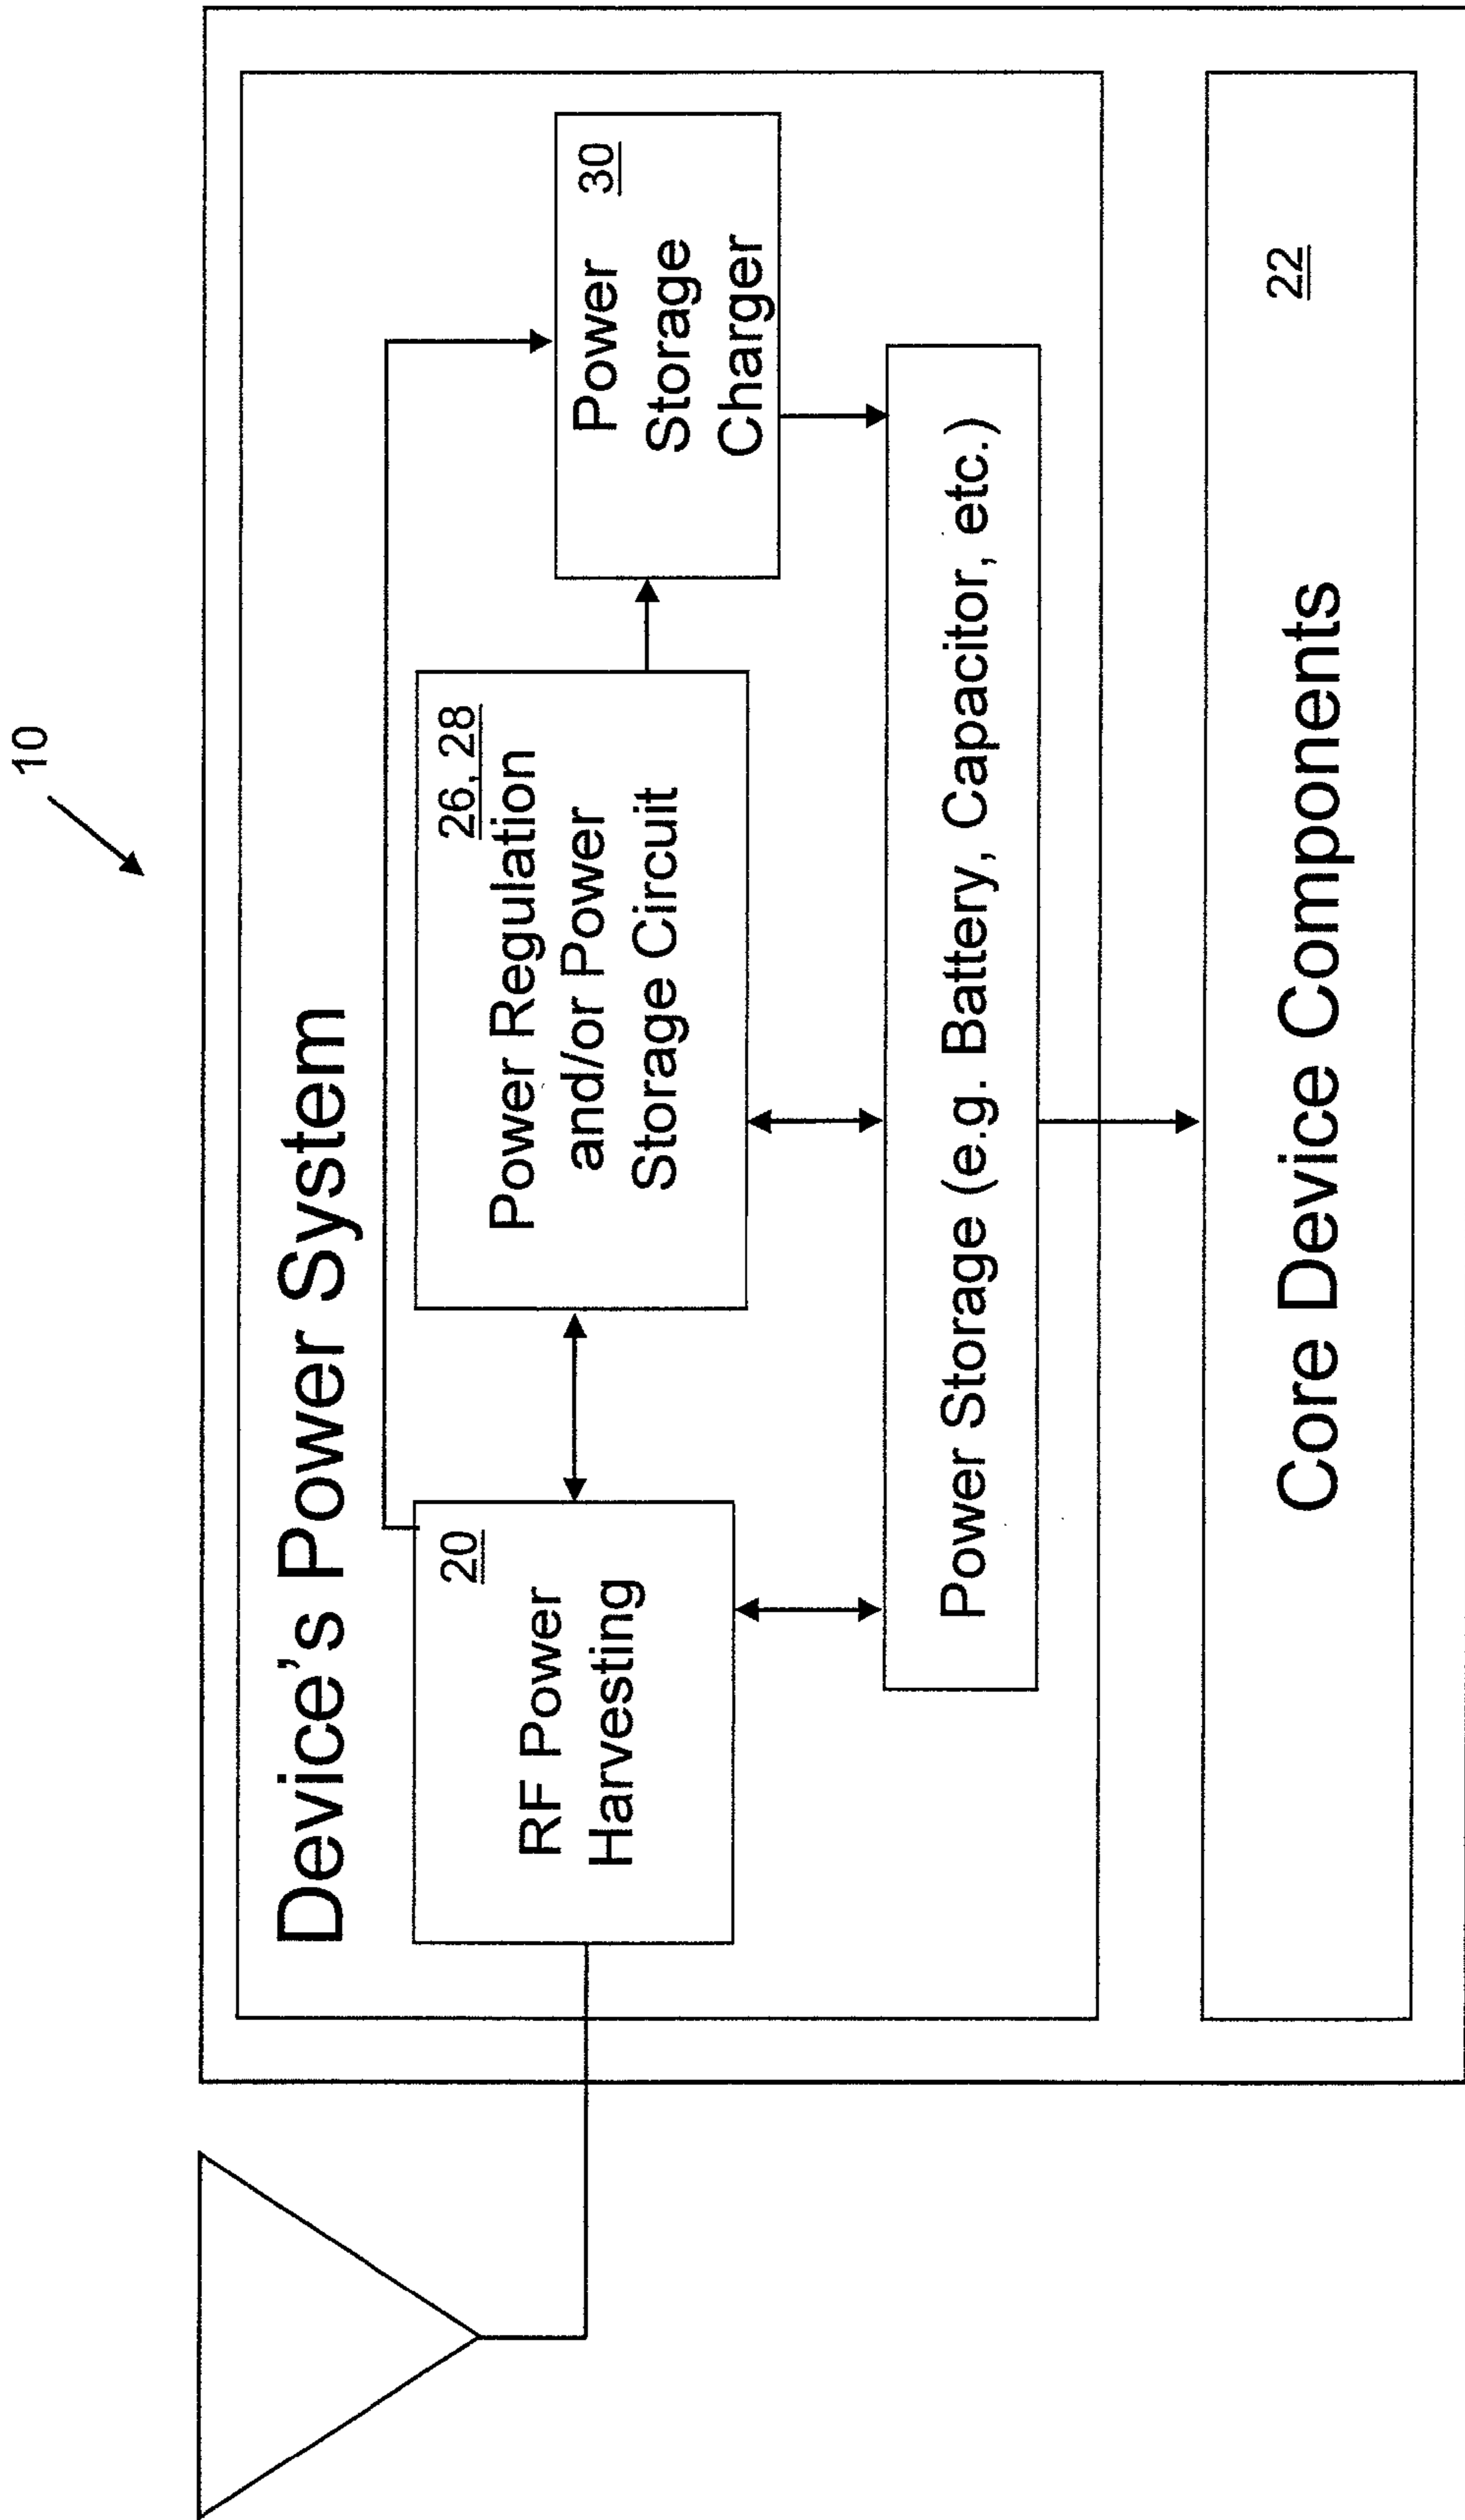 10
Device's Power System
20
RF Power
Harvesting
26, 28
Power Regulation
and/or Power
Storage Circuit
Power 30
Storage
Charger
Power Storage (e.g. Battery, Capacitor, etc.)
22
Core Device Components